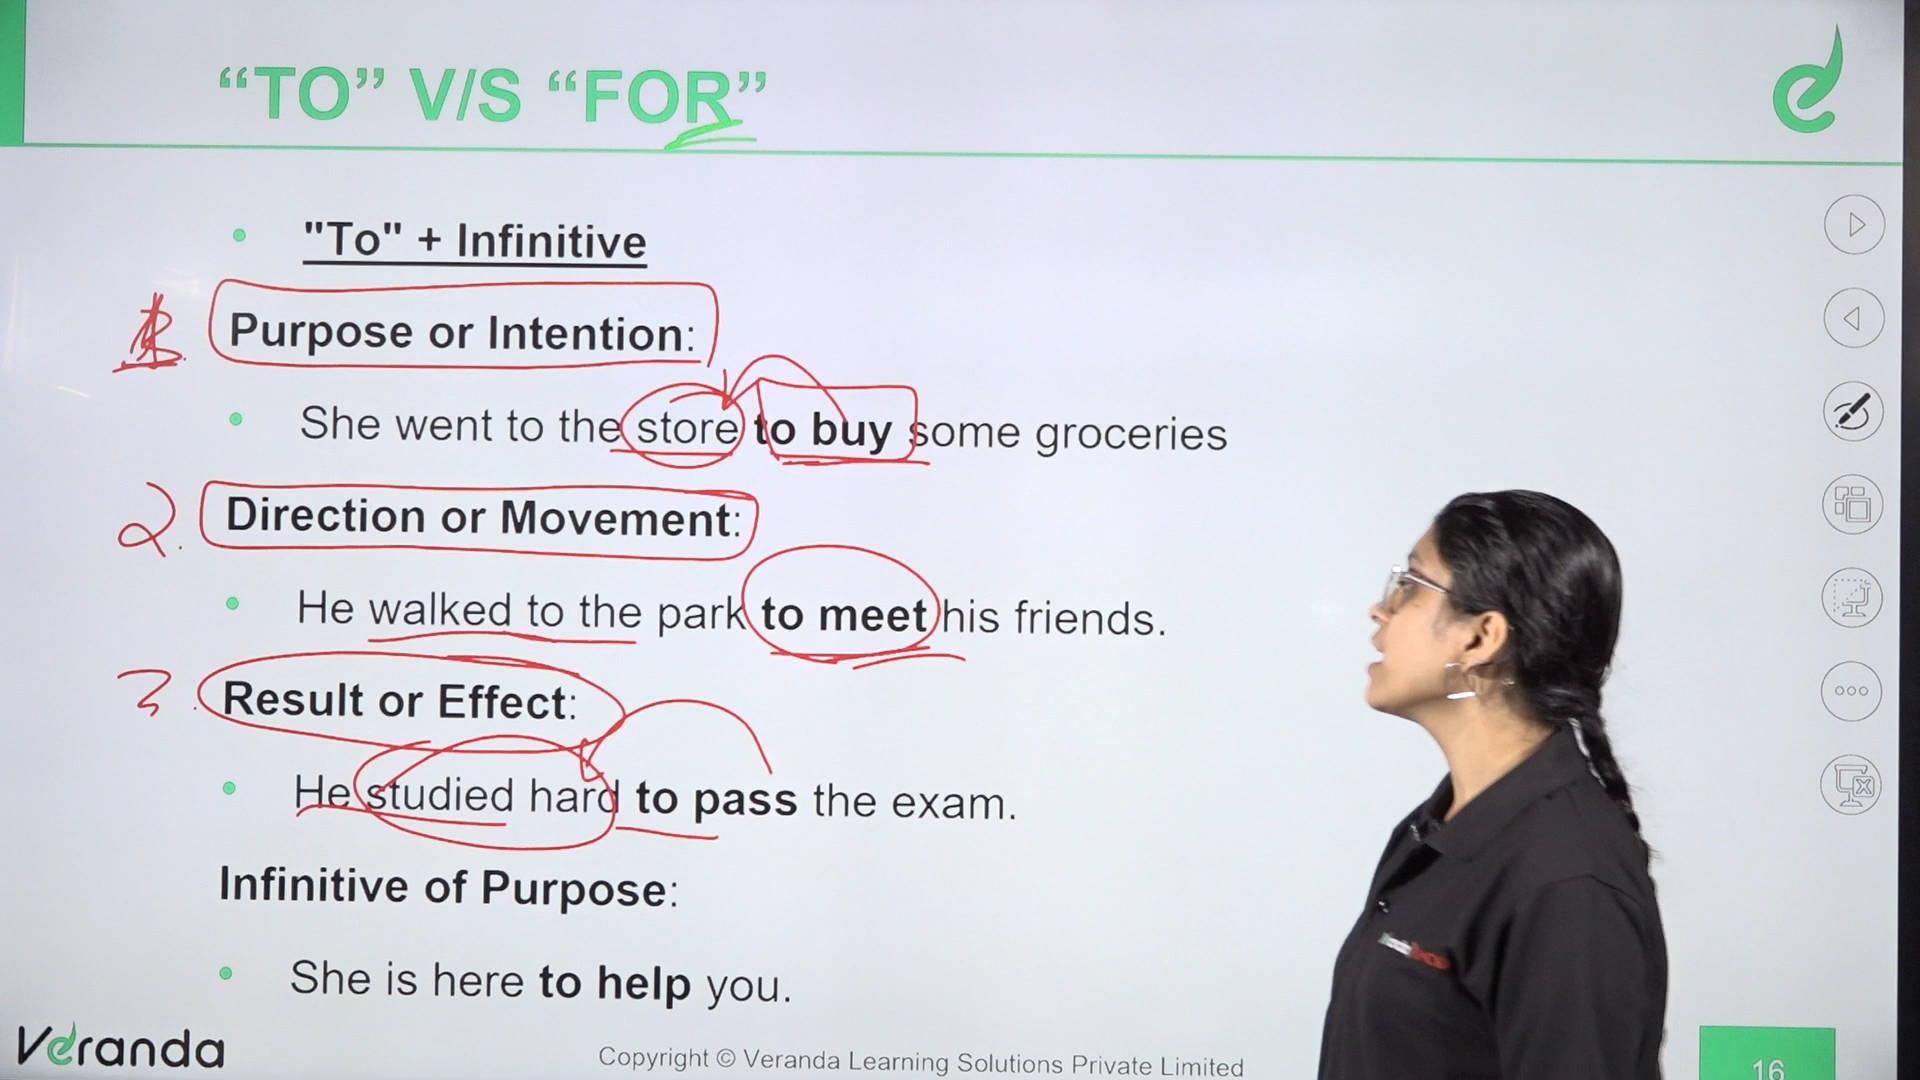 “TO” V/S “FOR”
"To" + Infinitive
1.
Purpose or Intention:
She went to the store to buy some groceries
2.
Direction or Movement:
He walked to the park to meet his friends.
3.
Result or Effect:
He studied hard to pass the exam.
Infinitive of Purpose:
She is here to help you.
Veranda
Copyright © Veranda Learning Solutions Private Limited
16